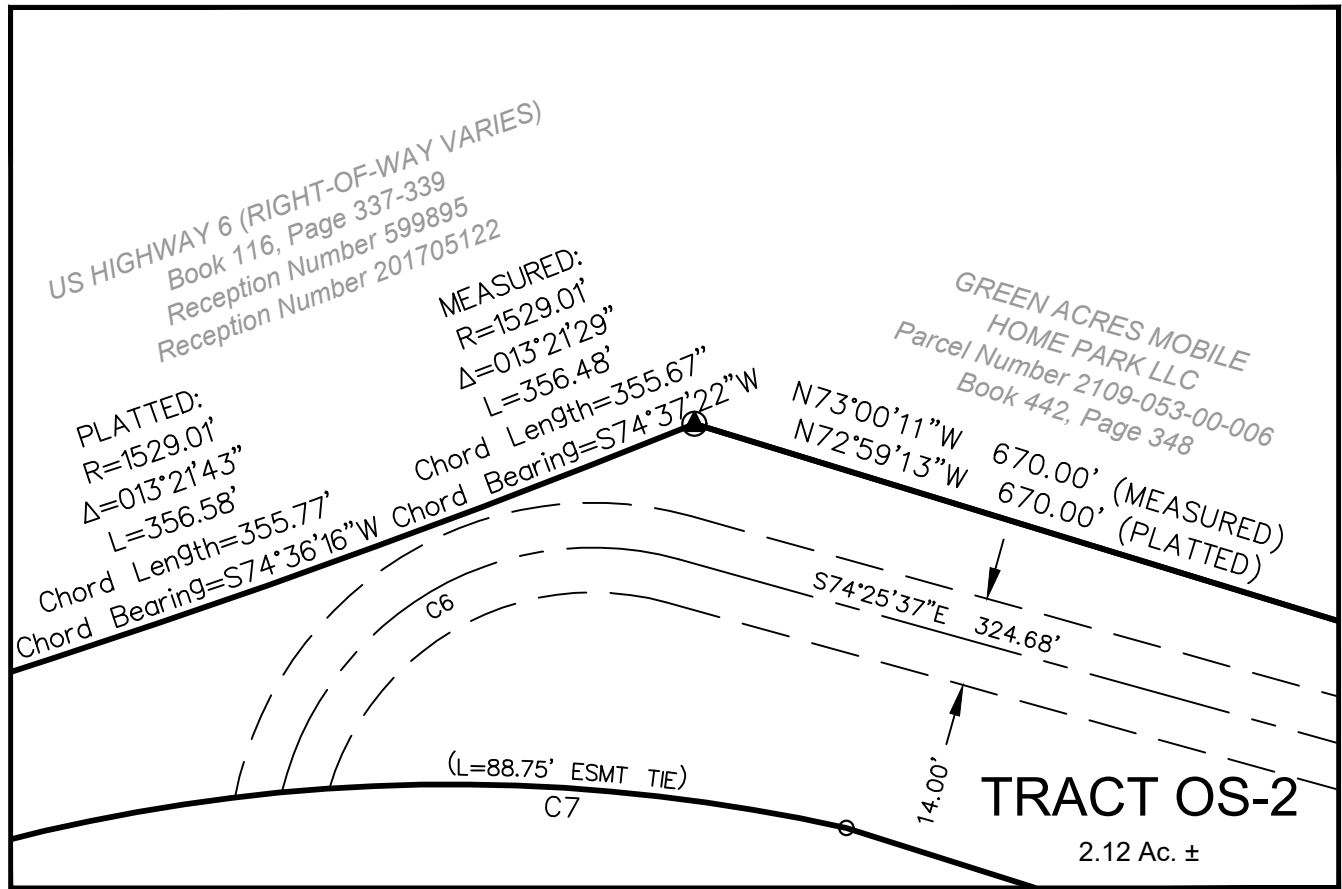 US HIGHWAY 6 (RIGHT-OF-WAY VARIES)
Book 116, Page 337-339
Reception Number 599895
Reception Number 201705122
MEASURED:
R=1529.01'
Δ=013°21'29"
L=356.48'
Chord Length=355.67"
Chord Bearing=S74°37'22"W
PLATTED:
R=1529.01'
Δ=013°21'43"
L=356.58'
Chord Length=355.77'
Chord Bearing=S74°36'16"W
GREEN ACRES MOBILE
HOME PARK LLC
Parcel Number 2109-053-00-006
Book 442, Page 348
N73°00'11"W 670.00' (MEASURED)
N72°59'13"W 670.00' (PLATTED)
C6
S74°25'37"E 324.68'
(L=88.75' ESMT TIE)
C7
14.00'
TRACT OS-2
2.12 Ac. ±